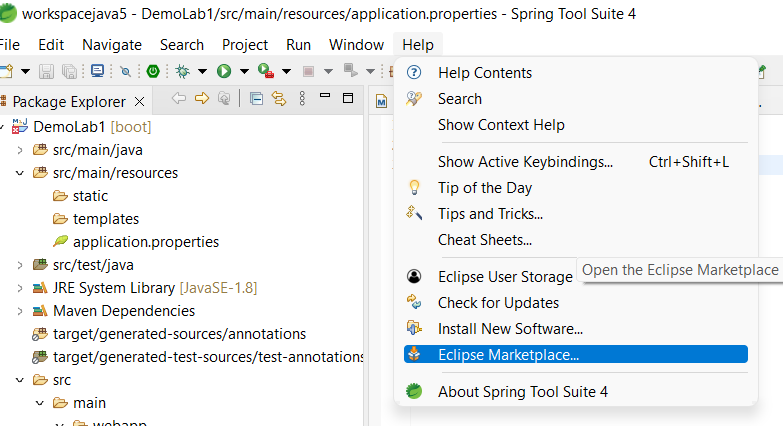 workspacejava5 - DemoLab1/src/main/resources/application.properties - Spring Tool Suite 4
File Edit Navigate Search Project Run Window Help
Package Explorer
DemoLab1 [boot]
src/main/java
src/main/resources
static
templates
application.properties
src/test/java
JRE System Library [JavaSE-1.8]
Maven Dependencies
target/generated-sources/annotations
target/generated-test-sources/test-annotations
src
main
webapp
Help Contents
Search
Show Context Help
Show Active Keybindings... Ctrl+Shift+L
Tip of the Day
Tips and Tricks...
Cheat Sheets...
Eclipse User Storage
Open the Eclipse Marketplace
Check for Updates
Install New Software...
Eclipse Marketplace...
About Spring Tool Suite 4